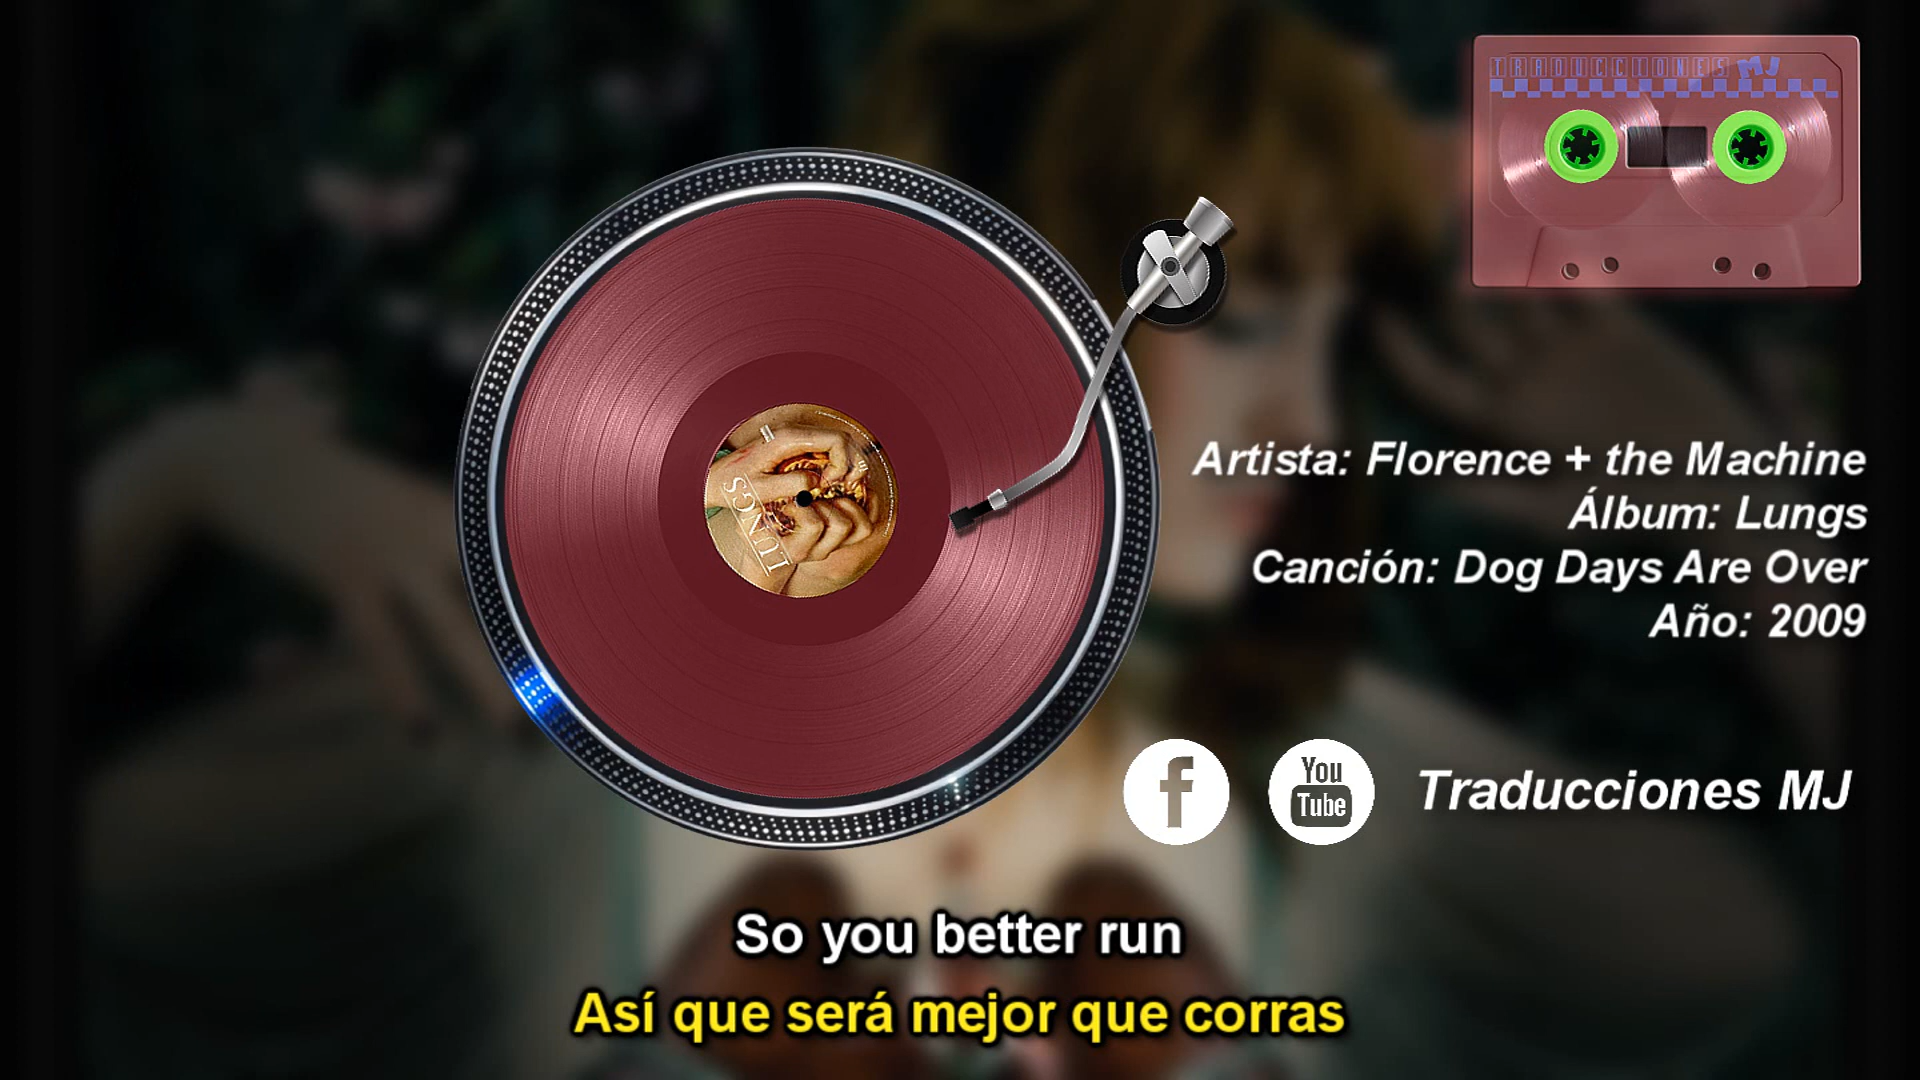 TRADUCCIONES MJ
LUNGS
Artista: Florence + the Machine
Álbum: Lungs
Canción: Dog Days Are Over
Año: 2009
f
You
Tube
Traducciones MJ
So you better run
Así que será mejor que corras